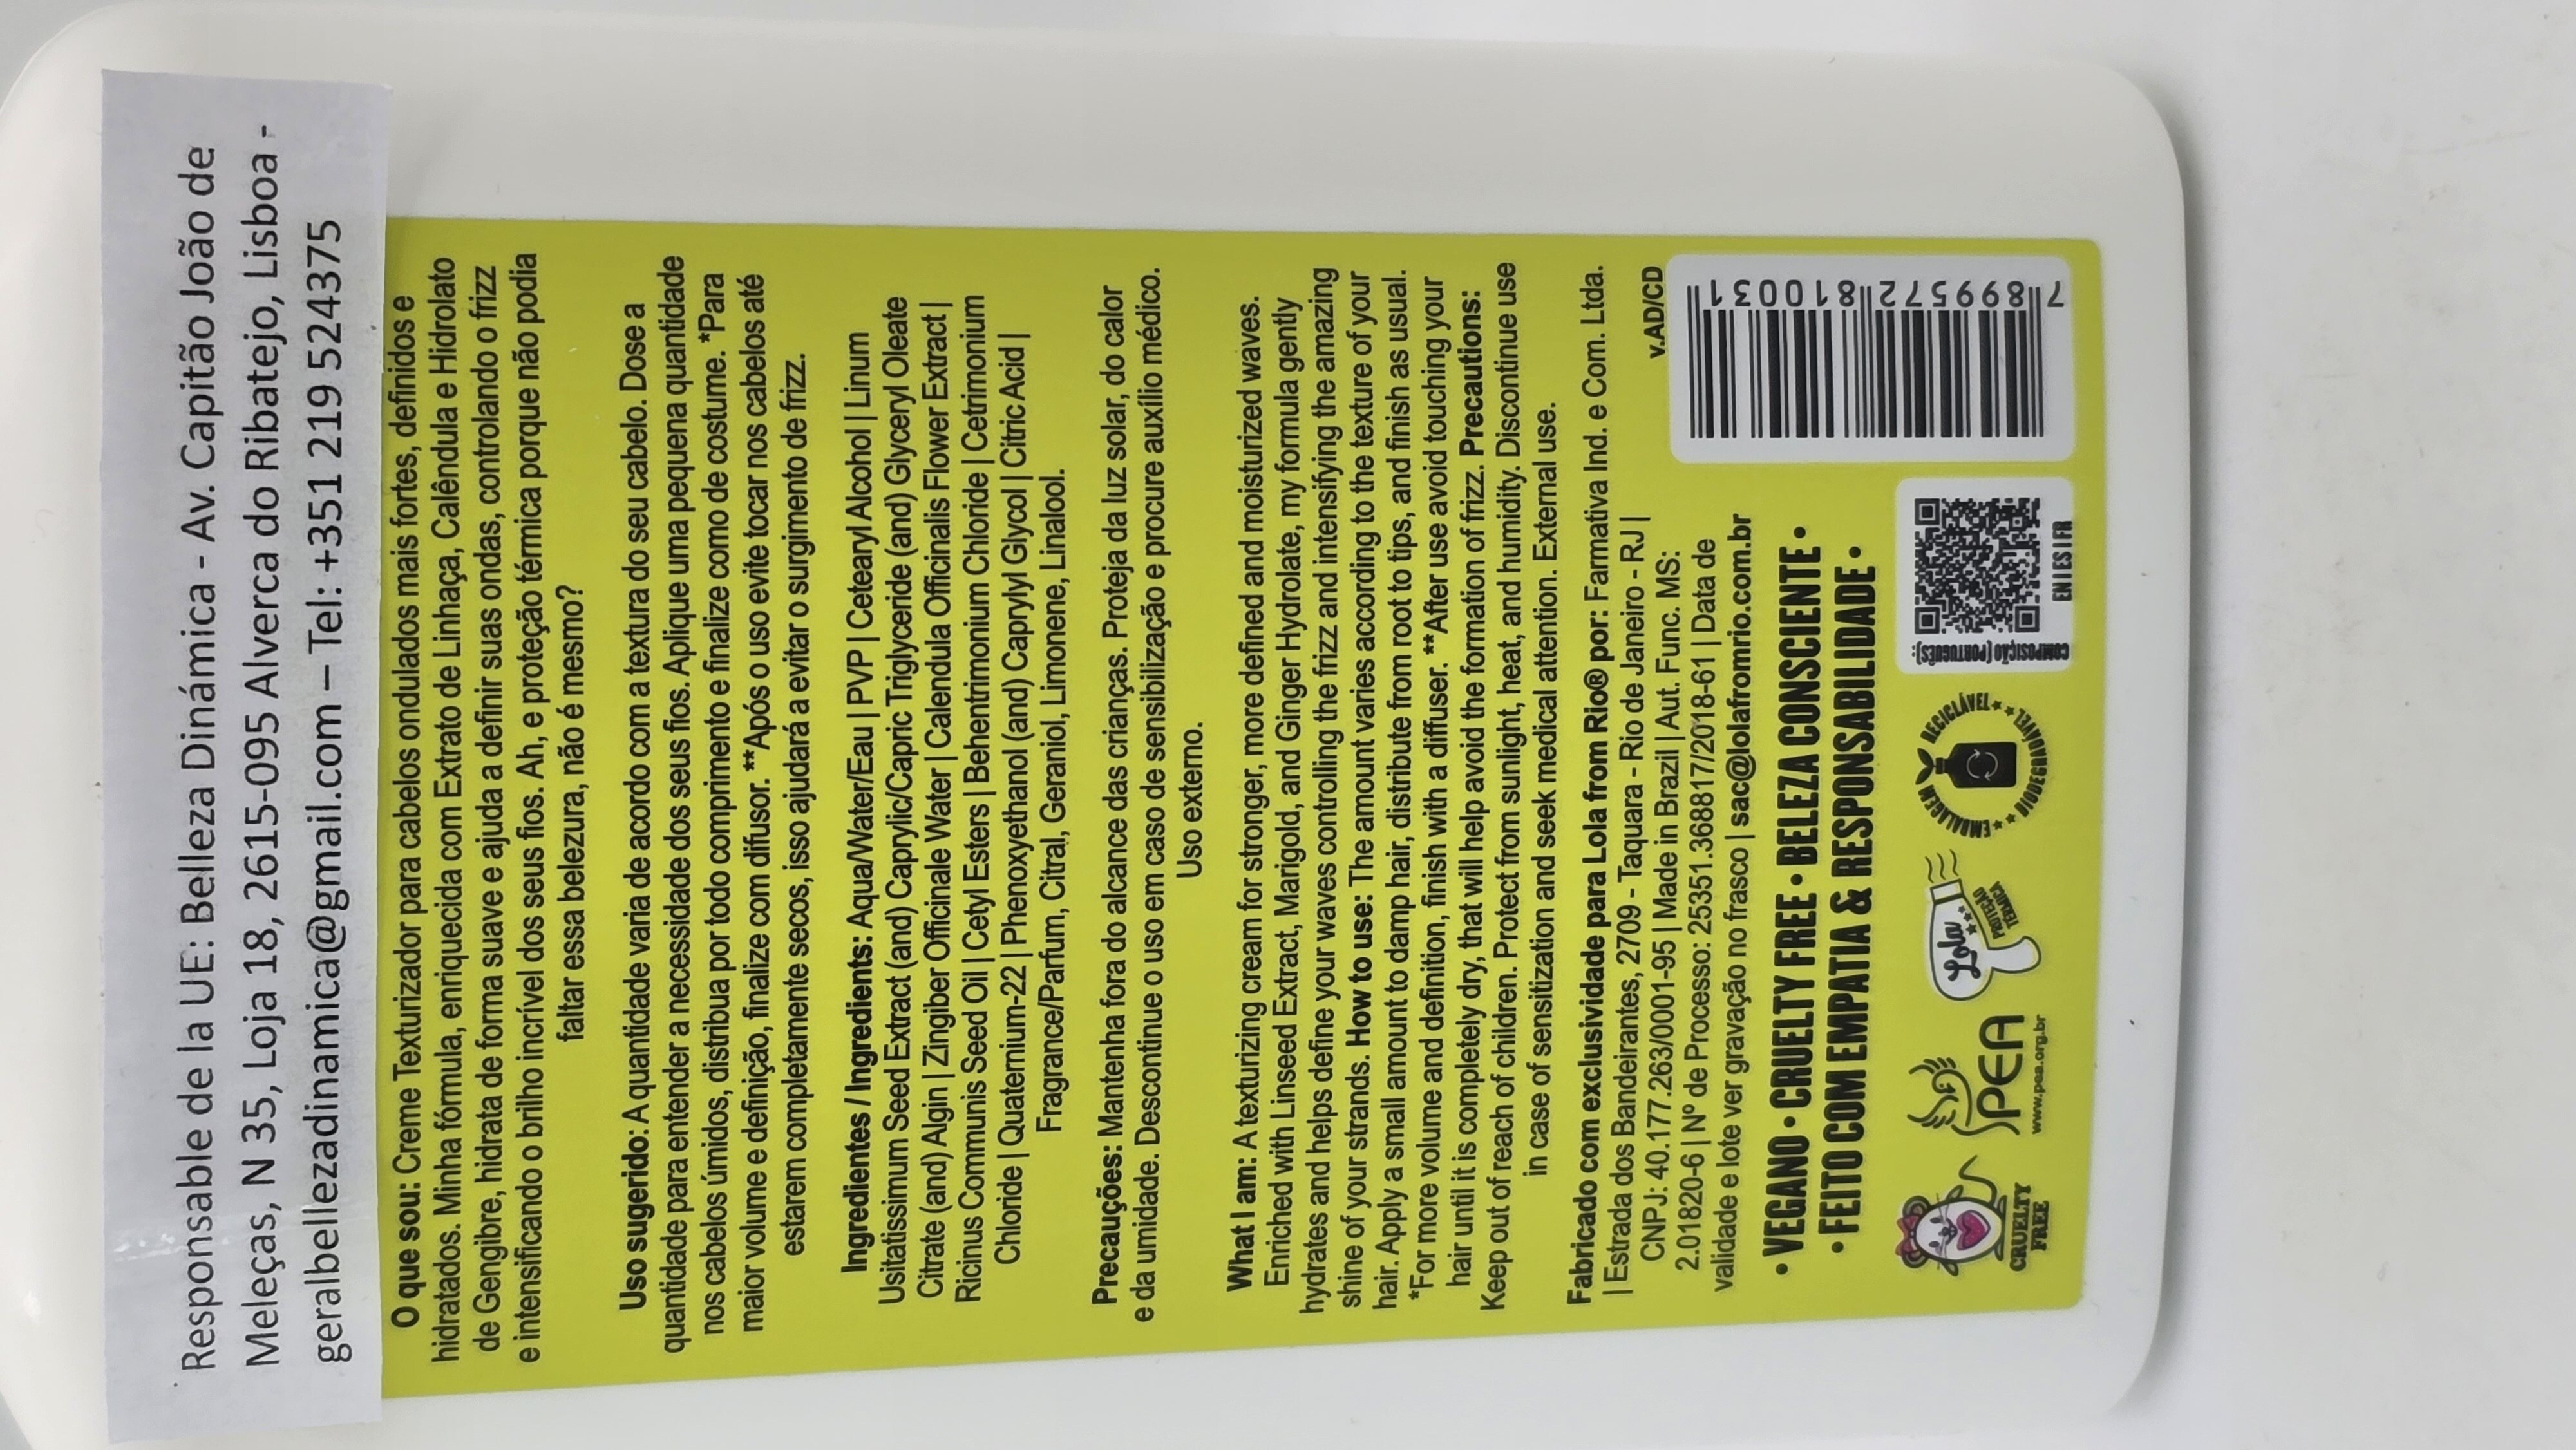 Responsable de la UE: Belleza Dinámica - Av. Capitão João de
Meleças, N 35, Loja 18, 2615-095 Alverca do Ribatejo, Lisboa -
geralbellezadinamica@gmail.com – Tel: +351 219 524375
O que sou: Creme Texturizador para cabelos ondulados mais fortes, definidos e
hidratados. Minha fórmula, enriquecida com Extrato de Linhaça, Calêndula e Hidrolato
de Gengibre, hidrata de forma suave e ajuda a definir suas ondas, controlando o frizz
e intensificando o brilho incrível dos seus fios. Ah, e proteção térmica porque não podia
faltar essa belezura, não é mesmo?
Uso sugerido: A quantidade varia de acordo com a textura do seu cabelo. Dose a
quantidade para entender a necessidade dos seus fios. Aplique uma pequena quantidade
nos cabelos úmidos, distribua por todo comprimento e finalize como de costume. *Para
maior volume e definição, finalize com difusor. **Após o uso evite tocar nos cabelos até
estarem completamente secos, isso ajudará a evitar o surgimento de frizz.
Ingredientes / Ingredients: Aqua/Water/Eau | PVP | Cetearyl Alcohol | Linum
Usitatissimum Seed Extract (and) Caprylic/Capric Triglyceride (and) Glyceryl Oleate
Citrate (and) Algin | Zingiber Officinale Water | Calendula Officinalis Flower Extract |
Ricinus Communis Seed Oil | Cetyl Esters | Behentrimonium Chloride | Cetrimonium
Chloride | Quaternium-22 | Phenoxyethanol (and) Caprylyl Glycol | Citric Acid |
Fragrance/Parfum, Citral, Geraniol, Limonene, Linalool.
Precauções: Mantenha fora do alcance das crianças. Proteja da luz solar, do calor
e da umidade. Descontinue o uso em caso de sensibilização e procure auxílio médico.
Uso externo.
What I am: A texturizing cream for stronger, more defined and moisturized waves.
Enriched with Linseed Extract, Marigold, and Ginger Hydrolate, my formula gently
hydrates and helps define your waves controlling the frizz and intensifying the amazing
shine of your strands. How to use: The amount varies according to the texture of your
hair. Apply a small amount to damp hair, distribute from root to tips, and finish as usual.
*For more volume and definition, finish with a diffuser. **After use avoid touching your
hair until it is completely dry, that will help avoid the formation of frizz. Precautions:
Keep out of reach of children. Protect from sunlight, heat, and humidity. Discontinue use
in case of sensitization and seek medical attention. External use.
Fabricado com exclusividade para Lola from Rio® por: Farmativa Ind. e Com. Ltda.
| Estrada dos Bandeirantes, 2709 - Taquara - Rio de Janeiro - RJ |
CNPJ: 40.177.263/0001-95 | Made in Brazil | Aut. Func. MS:
2.01820-6 | Nº de Processo: 25351.368817/2018-61 | Data de
validade e lote ver gravação no frasco | sac@lolafromrio.com.br
v.AD/CD
• VEGANO • CRUELTY FREE • BELEZA CONSCIENTE •
• FEITO COM EMPATIA & RESPONSABILIDADE •
CRUELTY
FREE
PEA
www.pea.org.br
Lola
PROTEÇÃO
TÉRMICA
EMBALAGEM RECICLÁVEL
BIODEGRADÁVEL
COMPOSIÇÃO (PORTUGUÊS):
EN | ES | FR
7 899572 810031